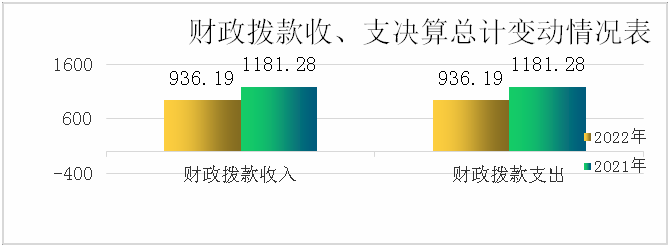 财政拨款收、支决算总计变动情况表
1600
600
-400
936.19
1181.28
936.19
1181.28
财政拨款收入
财政拨款支出
2022年
2021年